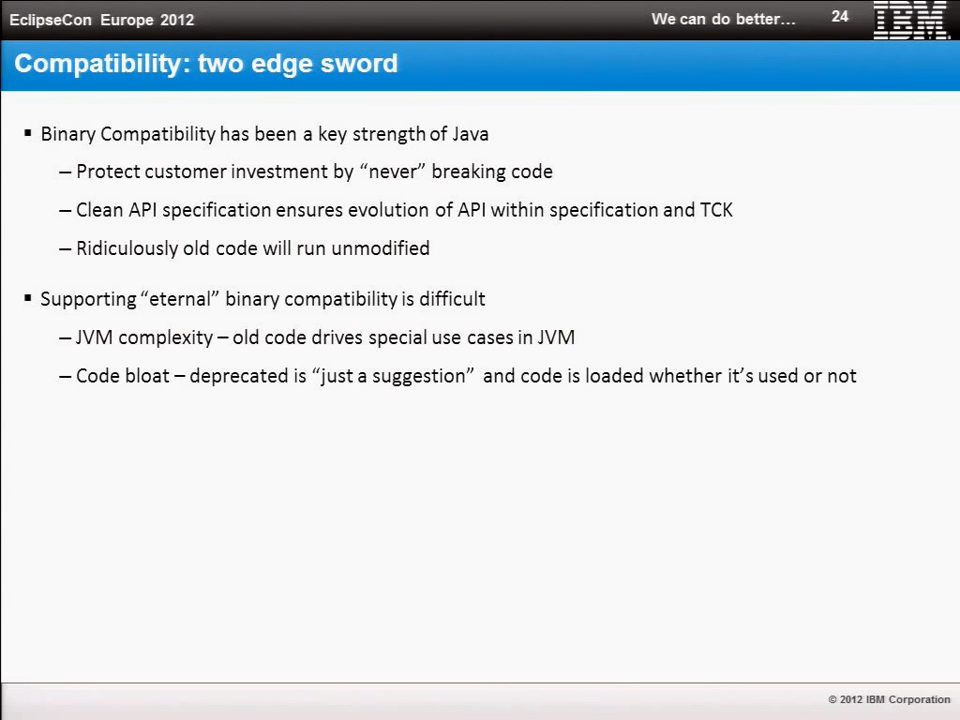 EclipseCon Europe 2012
We can do better…
24
IBM
Compatibility: two edge sword
▪ Binary Compatibility has been a key strength of Java
– Protect customer investment by “never” breaking code
– Clean API specification ensures evolution of API within specification and TCK
– Ridiculously old code will run unmodified
▪ Supporting “eternal” binary compatibility is difficult
– JVM complexity – old code drives special use cases in JVM
– Code bloat – deprecated is “just a suggestion” and code is loaded whether it’s used or not
© 2012 IBM Corporation